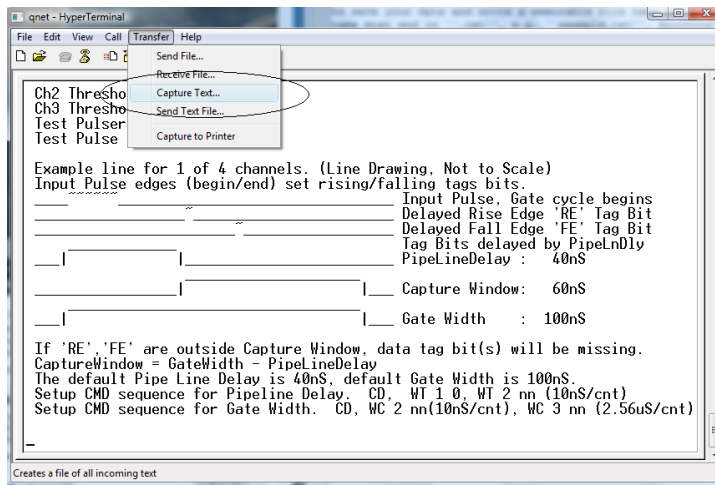 qnet - HyperTerminal
File Edit View Call Transfer Help
Send File...
Receive File...
Capture Text...
Send Text File...
Capture to Printer
Ch2 Thresho
Ch3 Thresho
Test Pulser
Test Pulse
Example line for 1 of 4 channels. (Line Drawing, Not to Scale)
Input Pulse edges (begin/end) set rising/falling tags bits.
Input Pulse, Gate cycle begins
Delayed Rise Edge 'RE' Tag Bit
Delayed Fall Edge 'FE' Tag Bit
Tag Bits delayed by PipeLnDly
PipeLineDelay : 40nS
Capture Window: 60nS
Gate Width : 100nS
If 'RE','FE' are outside Capture Window, data tag bit(s) will be missing.
CaptureWindow = GateWidth - PipeLineDelay
The default Pipe Line Delay is 40nS, default Gate Width is 100nS.
Setup CMD sequence for Pipeline Delay. CD, WT 1 0, WT 2 nn (10nS/cnt)
Setup CMD sequence for Gate Width. CD, WC 2 nn(10nS/cnt), WC 3 nn (2.56uS/cnt)
Creates a file of all incoming text